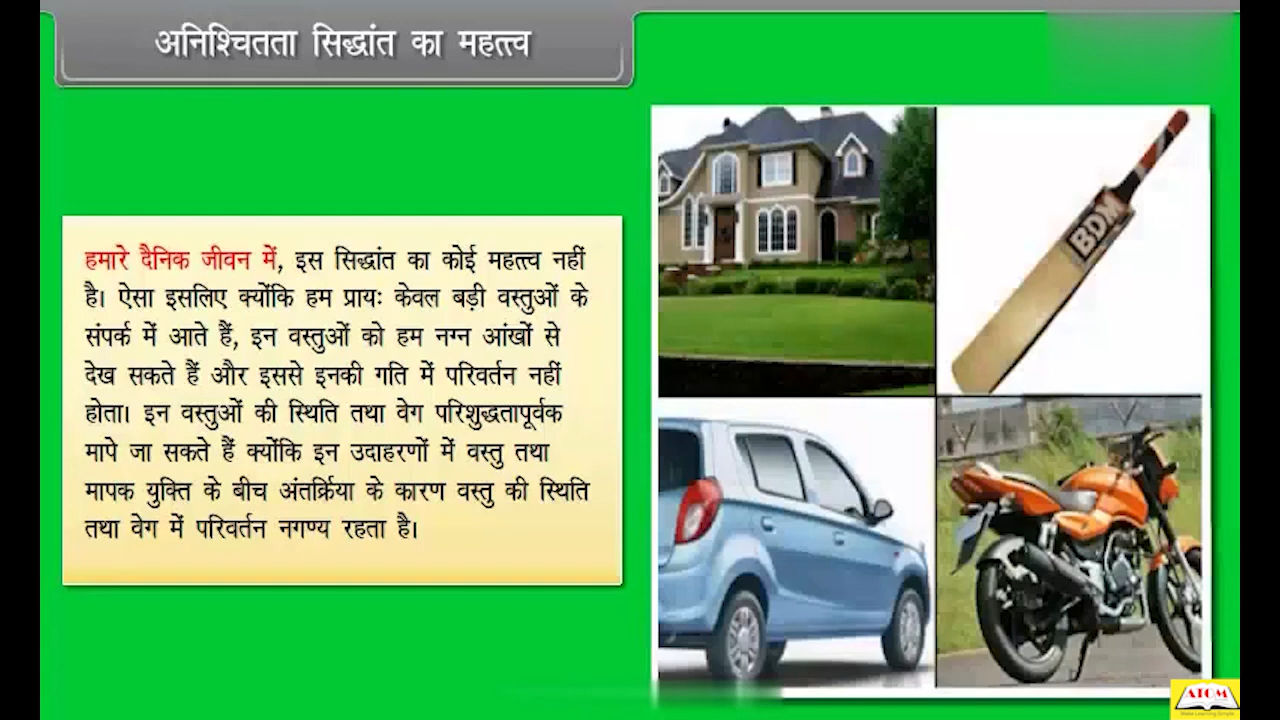 अनिश्चितता सिद्धांत का महत्त्व
हमारे दैनिक जीवन में, इस सिद्धांत का कोई महत्त्व नहीं
है। ऐसा इसलिए क्योंकि हम प्रायः केवल बड़ी वस्तुओं के
संपर्क में आते हैं, इन वस्तुओं को हम नग्न आंखों से
देख सकते हैं और इससे इनकी गति में परिवर्तन नहीं
होता। इन वस्तुओं की स्थिति तथा वेग परिशुद्धतापूर्वक
मापे जा सकते हैं क्योंकि इन उदाहरणों में वस्तु तथा
मापक युक्ति के बीच अंतर्क्रिया के कारण वस्तु की स्थिति
तथा वेग में परिवर्तन नगण्य रहता है।
BDM
ATOM